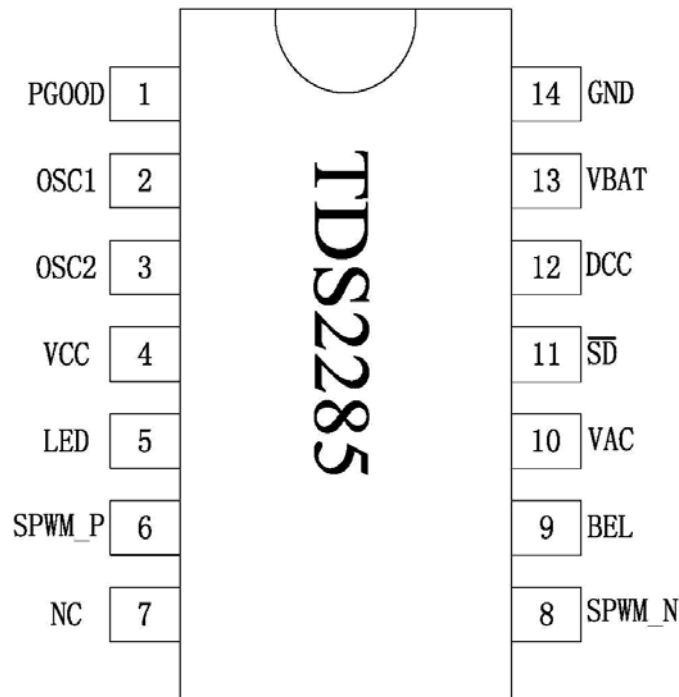 PGOOD 1
OSC1 2
OSC2 3
VCC 4
LED 5
SPWM_P 6
NC 7
TDS2285
14 GND
13 VBAT
12 DCC
11 S̅D̅
10 VAC
9 BEL
8 SPWM_N